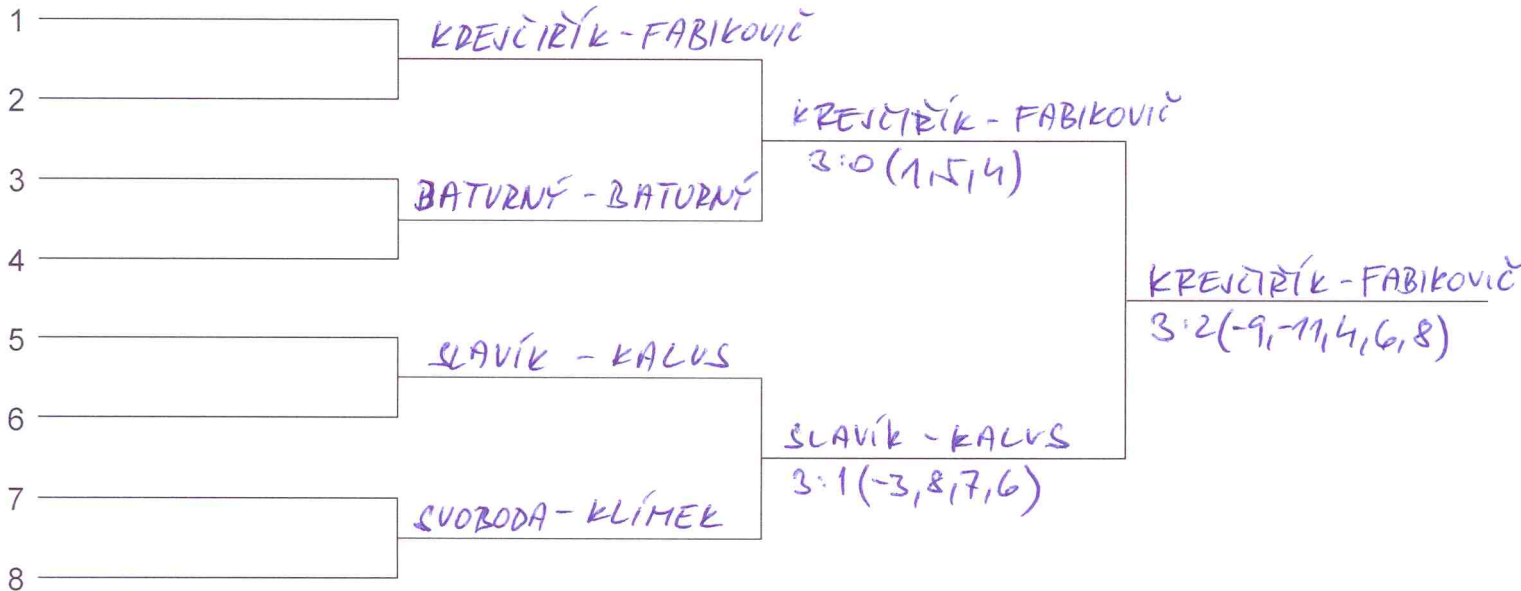 1
KREJČIŘÍK - FABIKOVIČ
2
KREJČIŘÍK - FABIKOVIČ
3:0 (1,5,4)
3
BATURNÝ - BATURNÝ
4
KREJČIŘÍK - FABIKOVIČ
3:2 (-9,-11,4,6,8)
5
SLAVÍK - KALUS
6
SLAVÍK - KALUS
3:1 (-3,8,7,6)
7
SVOBODA - KLÍMEK
8